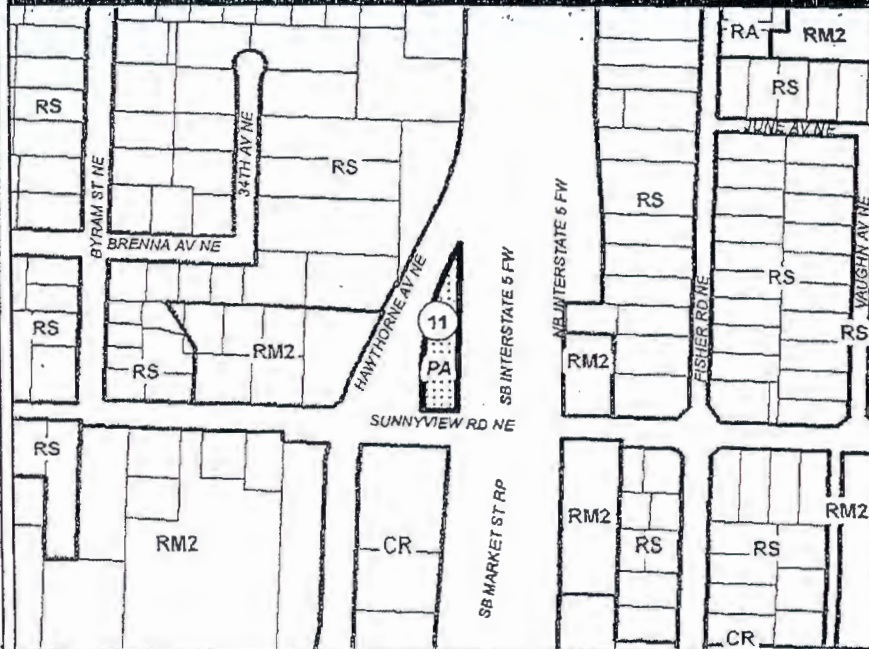 RA
RM2
RS
RS
JUNE AV NE
34TH AV NE
RS
BYRAM ST NE
RS
VAUGHN AV NE
BRENNA AV NE
HAWTHORNE AV NE
SB INTERSTATE 5 FW
NB INTERSTATE 5 FW
FISHER RD NE
RS
RS
11
RS
RM2
RM2
PA
RS
SUNNYVIEW RD NE
RS
RM2
CR
SB MARKET ST RP
RM2
RS
RS
RM2
CR